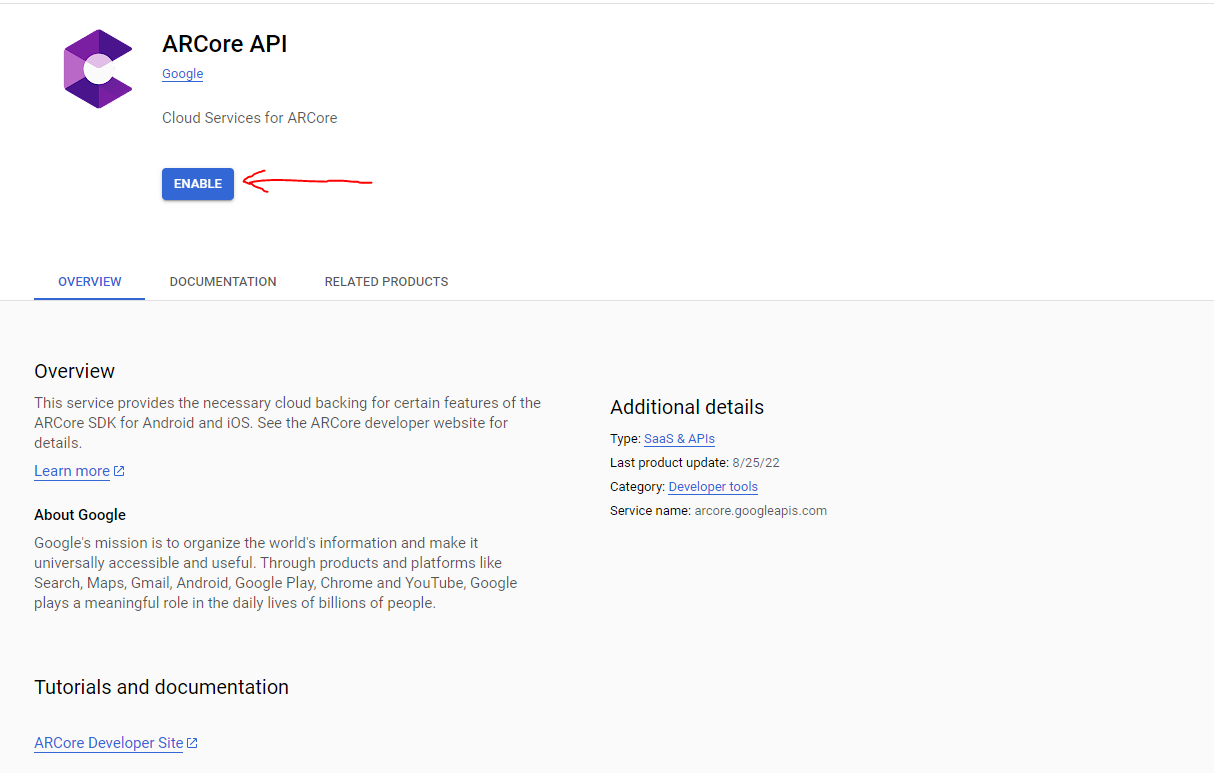 ARCore API
Google
Cloud Services for ARCore
ENABLE
OVERVIEW DOCUMENTATION RELATED PRODUCTS
Overview
This service provides the necessary cloud backing for certain features of the
ARCore SDK for Android and iOS. See the ARCore developer website for
details.
Learn more
About Google
Google's mission is to organize the world's information and make it
universally accessible and useful. Through products and platforms like
Search, Maps, Gmail, Android, Google Play, Chrome and YouTube, Google
plays a meaningful role in the daily lives of billions of people.
Additional details
Type: SaaS & APIs
Last product update: 8/25/22
Category: Developer tools
Service name: arcore.googleapis.com
Tutorials and documentation
ARCore Developer Site